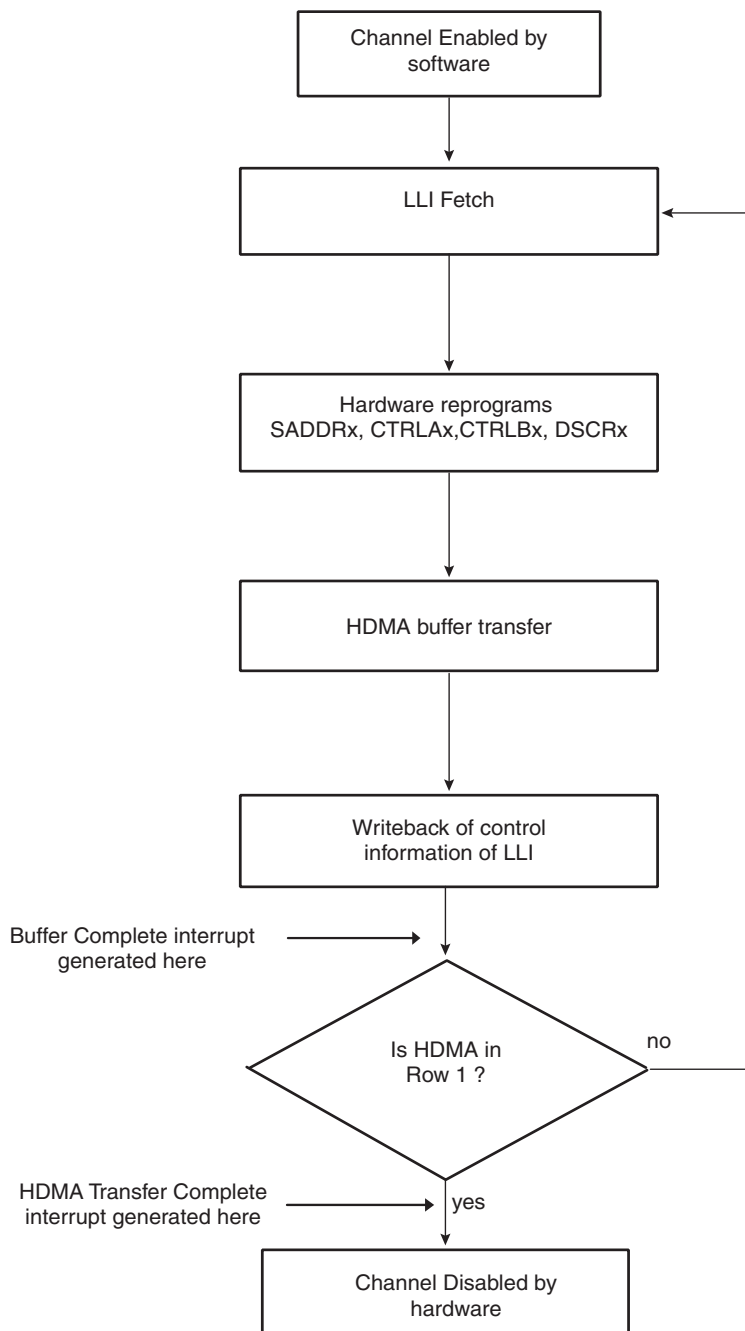 Channel Enabled by
software
LLI Fetch
Hardware reprograms
SADDRx, CTRLAx,CTRLBx, DSCRx
HDMA buffer transfer
Writeback of control
information of LLI
Buffer Complete interrupt
generated here
Is HDMA in
Row 1 ?
no
HDMA Transfer Complete
interrupt generated here
yes
Channel Disabled by
hardware